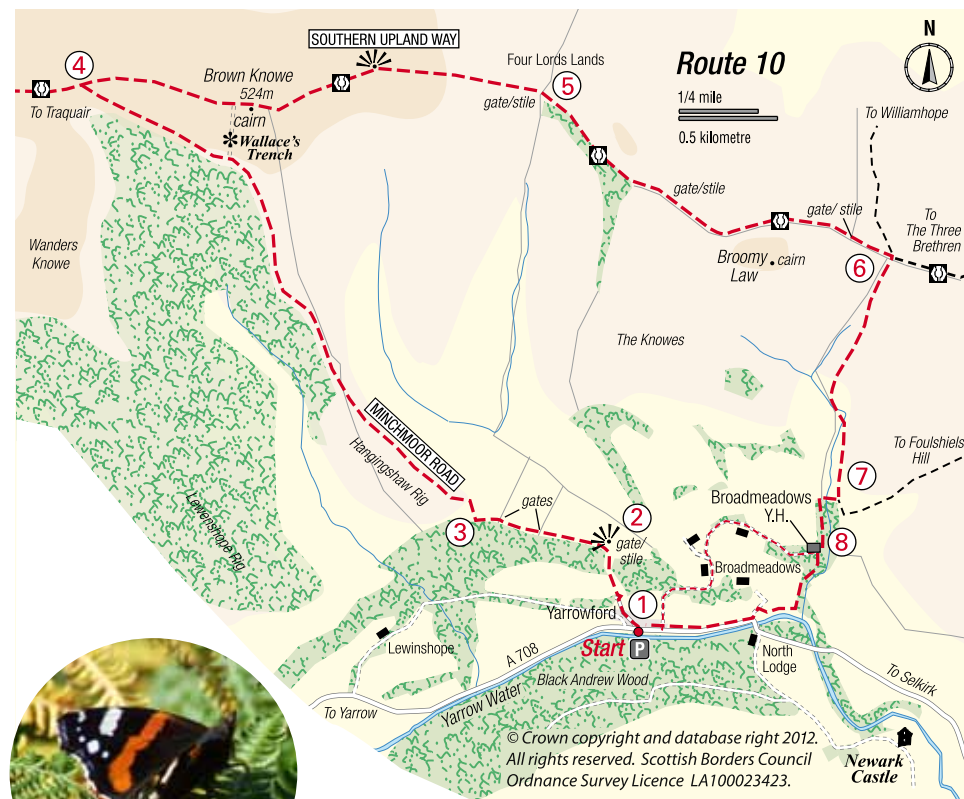 SOUTHERN UPLAND WAY
N
Route 10
1/4 mile
0.5 kilometre
4
To Traquair
Brown Knowe
524m
cairn
Wallace's
Trench
Four Lords Lands
5
gate/stile
To Williamhope
gate/stile
gate/ stile
To
The Three
Brethren
6
Broomy
Law
cairn
Wanders
Knowe
The Knowes
MINCHMOOR ROAD
Hangingshaw Rig
Lewenshope Rig
To Foulshiels
Hill
7
gates
3
2
gate/
stile
Broadmeadows
Y.H.
8
Broadmeadows
1
Yarrowford
Start
P
Lewinshope
A 708
North
Lodge
Black Andrew Wood
To Selkirk
To Yarrow
Yarrow Water
Newark
Castle
© Crown copyright and database right 2012.
All rights reserved. Scottish Borders Council
Ordnance Survey Licence LA100023423.